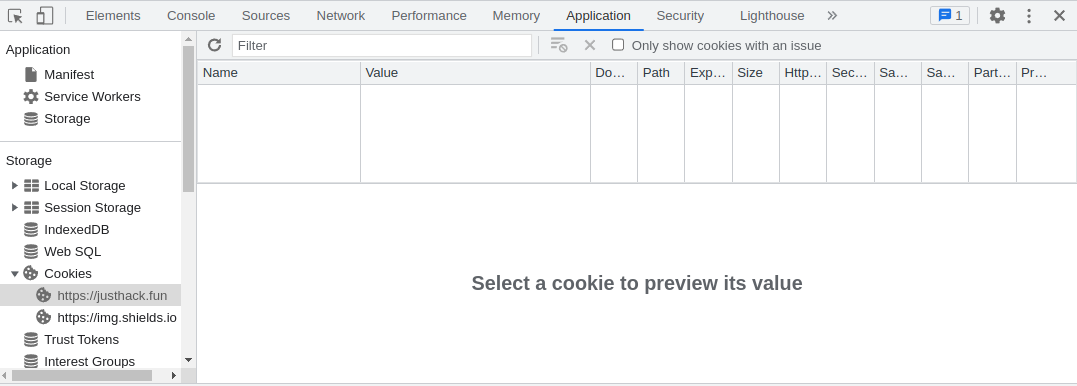 Elements Console Sources Network Performance Memory Application Security Lighthouse 1
Application
Manifest
Service Workers
Storage
Storage
Local Storage
Session Storage
IndexedDB
Web SQL
Cookies
https://justhack.fun
https://img.shields.io
Trust Tokens
Interest Groups
Filter Only show cookies with an issue
Name Value Do… Path Exp… Size Http… Sec… Sa… Sa… Part… Pr…
Select a cookie to preview its value